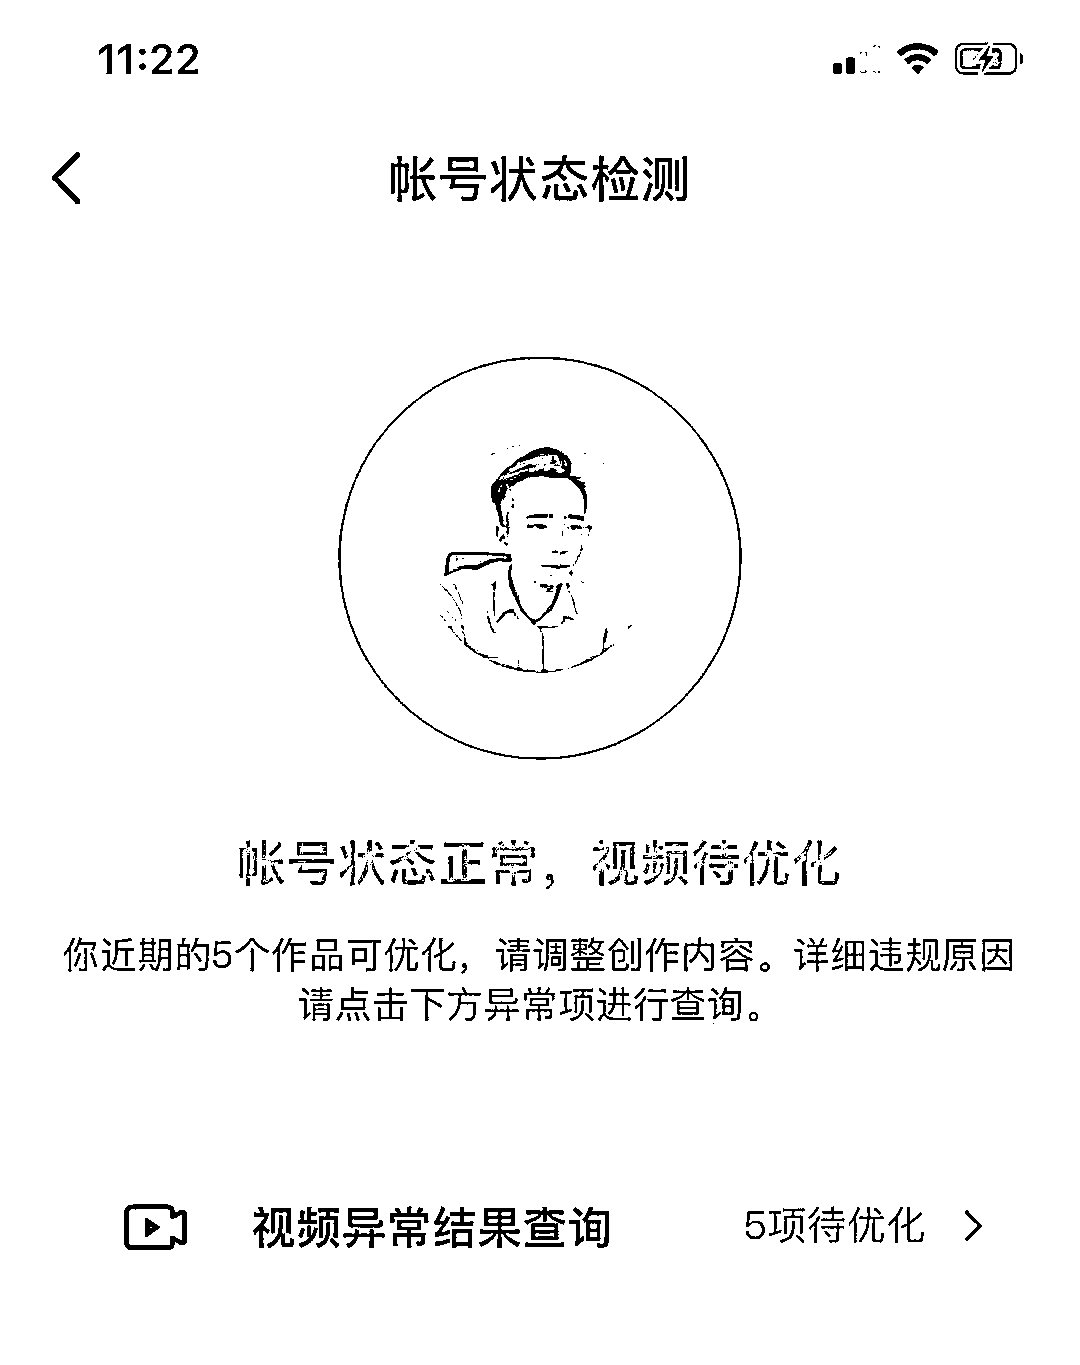 11:22
帐号状态检测
帐号状态正常，视频待优化
你近期的5个作品可优化，请调整创作内容。详细违规原因
请点击下方异常项进行查询。
视频异常结果查询 5项待优化